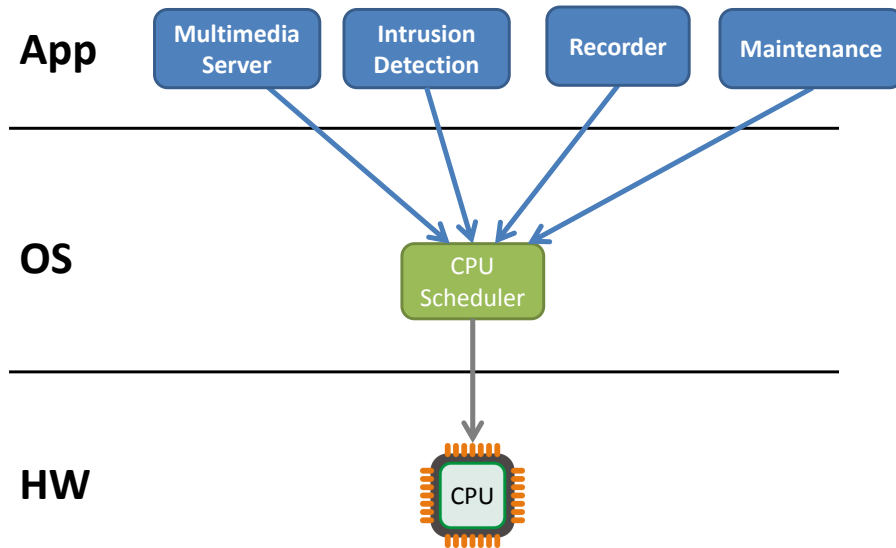 App
Multimedia
Server
Intrusion
Detection
Recorder
Maintenance
OS
CPU
Scheduler
HW
CPU